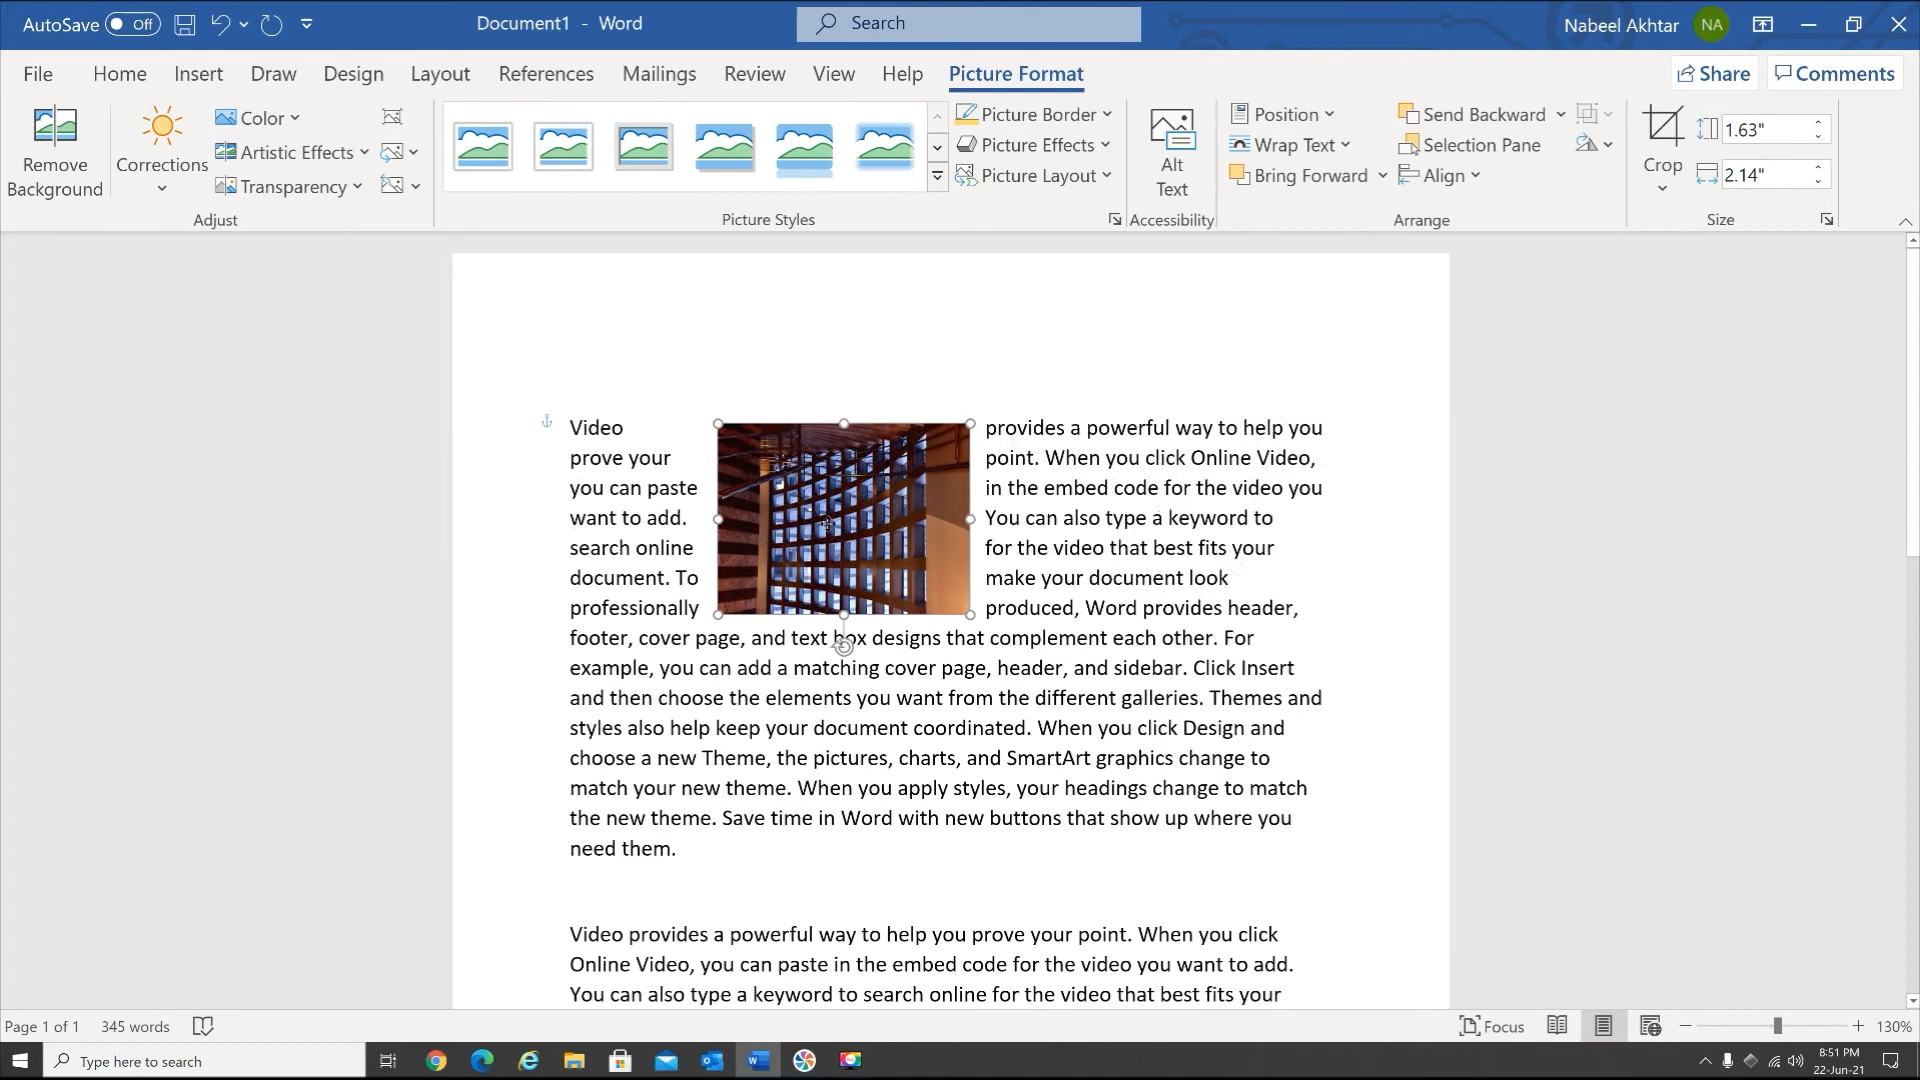 AutoSave Off Document1 - Word Search Nabeel Akhtar NA
File Home Insert Draw Design Layout References Mailings Review View Help Picture Format Share Comments
Remove Background
Corrections
Color
Artistic Effects
Transparency
Adjust
Picture Border
Picture Effects
Picture Layout
Picture Styles
Alt Text
Accessibility
Position
Wrap Text
Bring Forward
Send Backward
Selection Pane
Align
Arrange
Crop
1.63"
2.14"
Size
Video provides a powerful way to help you
prove your point. When you click Online Video,
you can paste in the embed code for the video you
want to add. You can also type a keyword to
search online for the video that best fits your
document. To make your document look
professionally produced, Word provides header,
footer, cover page, and text box designs that complement each other. For
example, you can add a matching cover page, header, and sidebar. Click Insert
and then choose the elements you want from the different galleries. Themes and
styles also help keep your document coordinated. When you click Design and
choose a new Theme, the pictures, charts, and SmartArt graphics change to
match your new theme. When you apply styles, your headings change to match
the new theme. Save time in Word with new buttons that show up where you
need them.
Video provides a powerful way to help you prove your point. When you click
Online Video, you can paste in the embed code for the video you want to add.
You can also type a keyword to search online for the video that best fits your
Page 1 of 1 345 words Focus 130%
Type here to search
8:51 PM
22-Jun-21